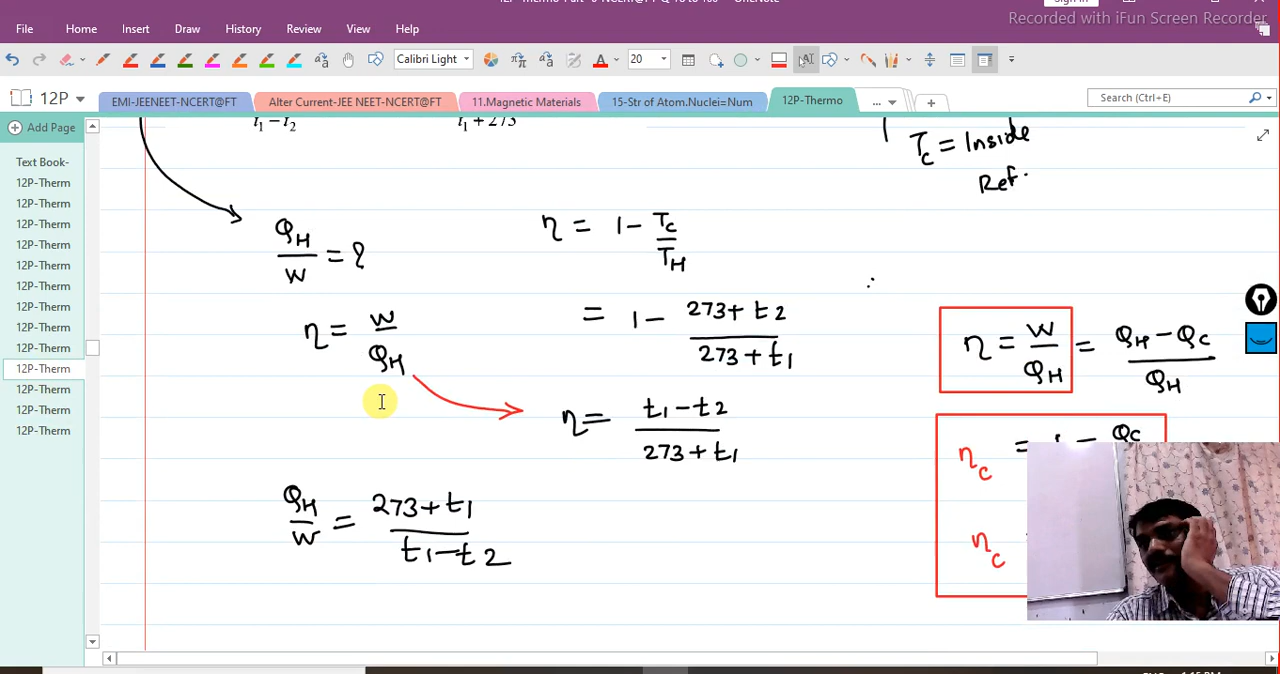 Recorded with iFun Screen Recorder
File Home Insert Draw History Review View Help
Calibri Light 20
12P EMI-JEENEET-NCERT@FT Alter Current-JEE NEET-NCERT@FT 11.Magnetic Materials 15-Str of Atom.Nuclei=Num 12P-Thermo ... Search (Ctrl+E)
Add Page
Text Book-
12P-Therm
12P-Therm
12P-Therm
12P-Therm
12P-Therm
12P-Therm
12P-Therm
12P-Therm
12P-Therm
12P-Therm
12P-Therm
12P-Therm
12P-Therm
t₁ − t₂
t₁ + 273
T_C = Inside
Ref.
Q_H/W = ?
η = W/Q_H
Q_H/W = (273 + t1)/(t1 − t2)
η = 1 − T_C/T_H
= 1 − (273 + t2)/(273 + t1)
η = (t1 − t2)/(273 + t1)
η = W/Q_H = (Q_H − Q_C)/Q_H
η_C = 1 − Q_C
η_C